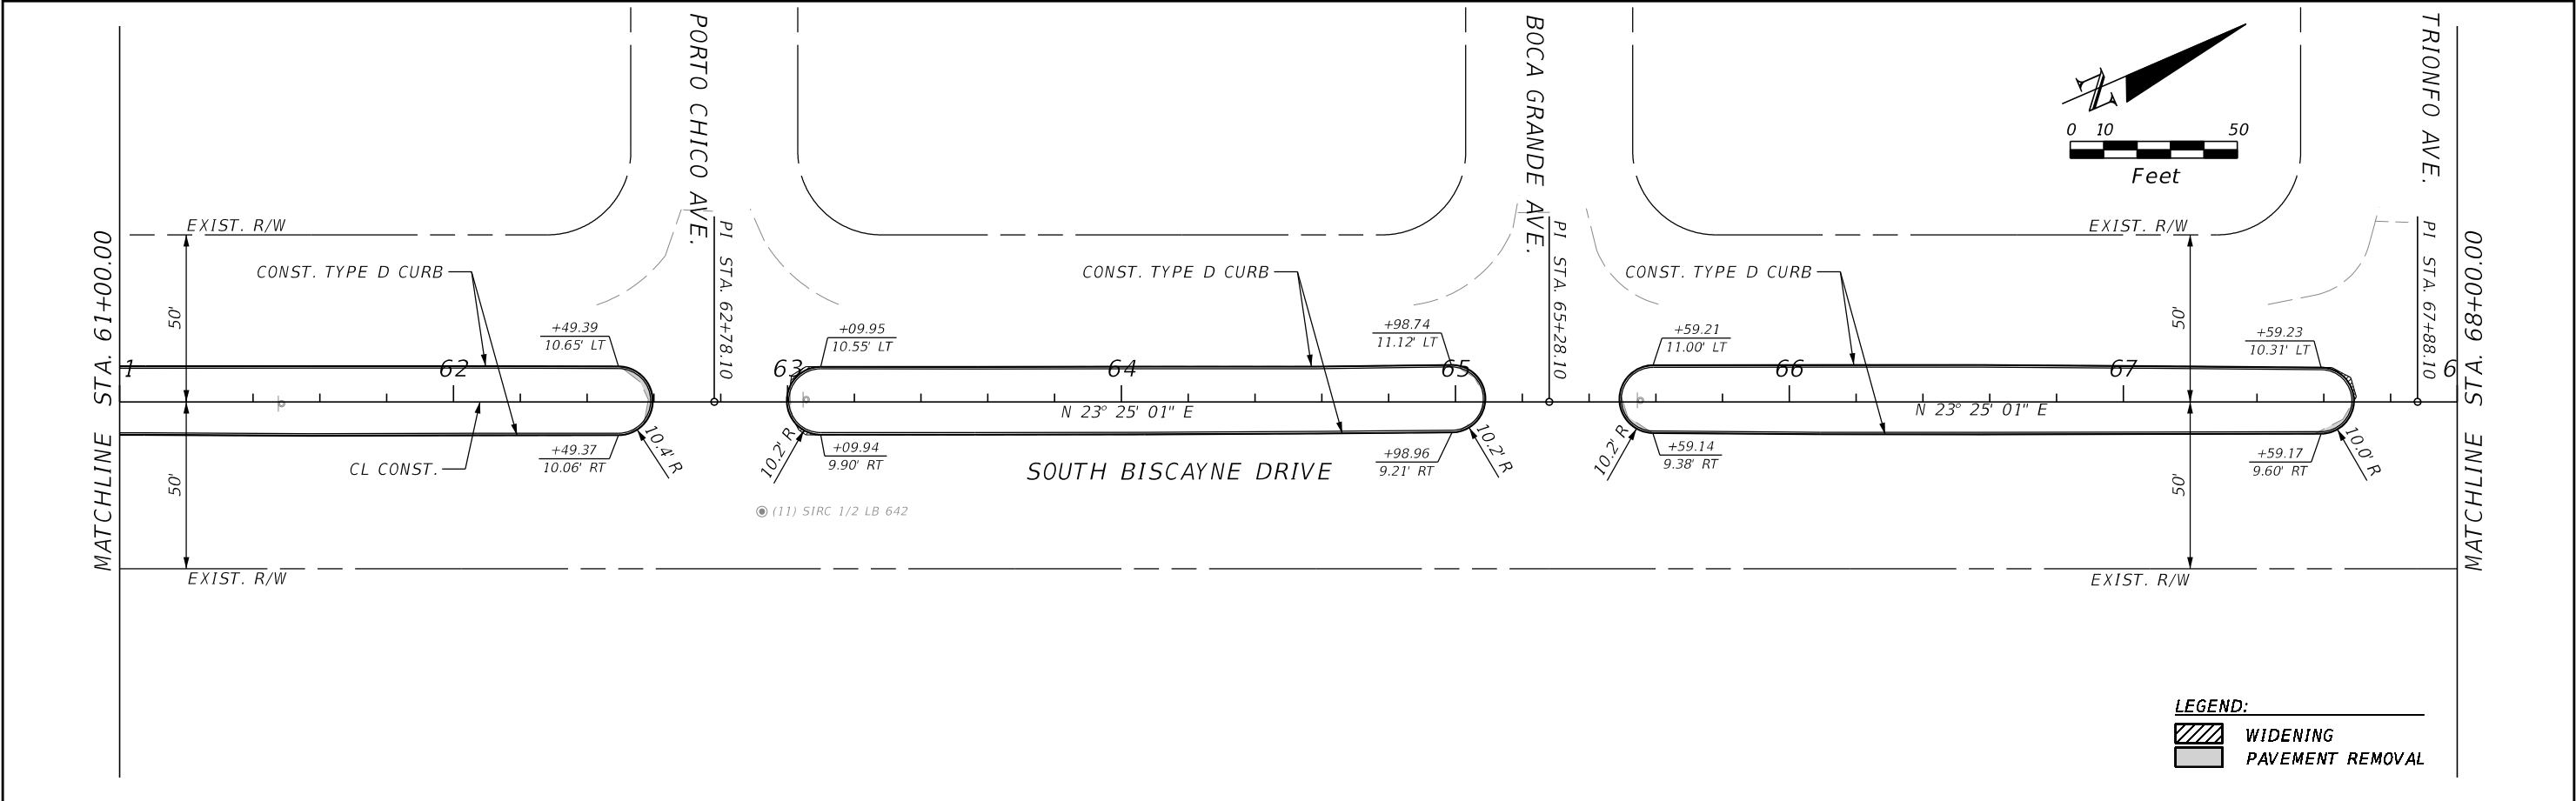 PORTO CHICO AVE.
BOCA GRANDE AVE.
TRIONFO AVE.
N
0 10 50
Feet
MATCHLINE STA. 61+00.00
EXIST. R/W
50'
50'
EXIST. R/W
CONST. TYPE D CURB
CONST. TYPE D CURB
CONST. TYPE D CURB
EXIST. R/W
50'
50'
EXIST. R/W
PI STA. 62+78.10
PI STA. 65+28.10
PI STA. 67+88.10
MATCHLINE STA. 68+00.00
+49.39
10.65' LT
+09.95
10.55' LT
+98.74
11.12' LT
+59.21
11.00' LT
+59.23
10.31' LT
1 62 63 64 65 66 67 6
N 23° 25' 01" E
N 23° 25' 01" E
+49.37
10.06' RT
10.4' R
10.2' R
+09.94
9.90' RT
+98.96
9.21' RT
10.2' R
10.2' R
+59.14
9.38' RT
+59.17
9.60' RT
10.0' R
CL CONST.
SOUTH BISCAYNE DRIVE
(11) SIRC 1/2 LB 642
LEGEND:
WIDENING
PAVEMENT REMOVAL